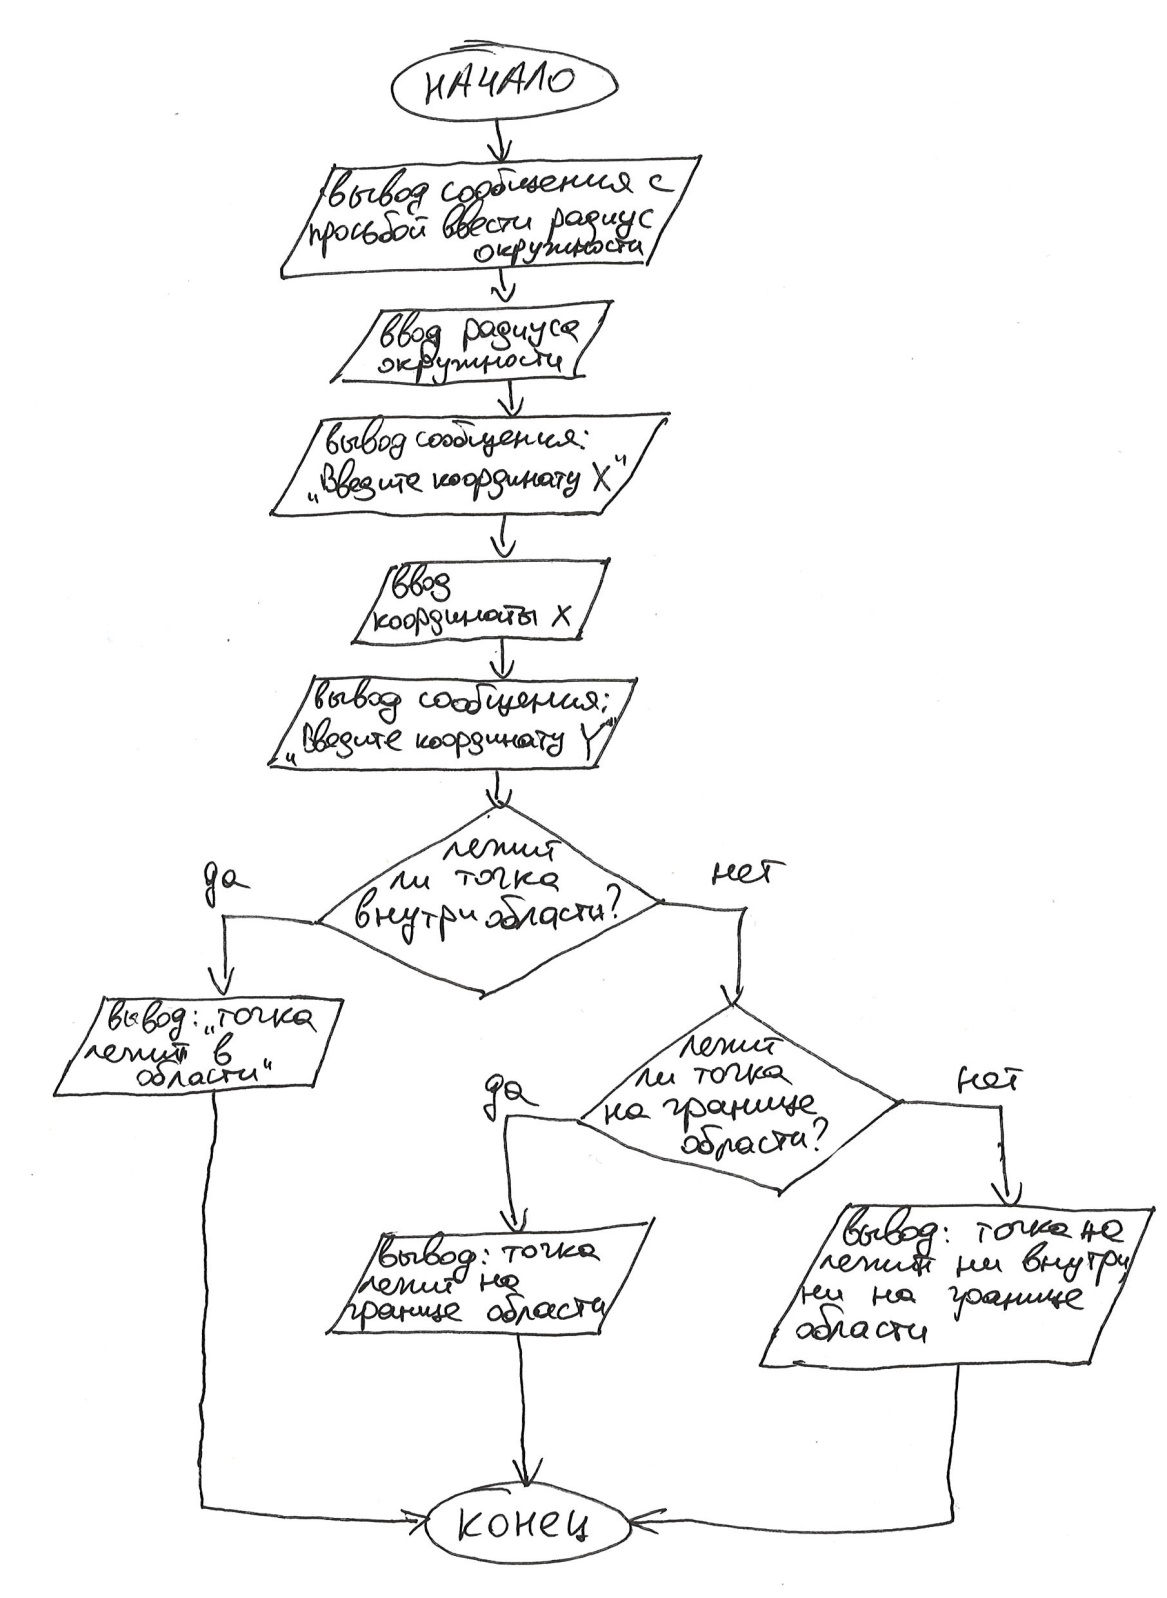 НАЧАЛО
вывод сообщения с
просьбой ввести радиус
окружности
ввод радиуса
окружности
вывод сообщения:
„Введите координату X"
ввод
координаты X
вывод сообщения:
„Введите координату Y"
лежит
ли точка
внутри области?
да
нет
вывод: „точка
лежит в
области"
лежит
ли точка
на границе
области?
да
нет
вывод: точка
лежит на
границе области
вывод: точка не
лежит ни внутри,
ни на границе
области
КОНЕЦ